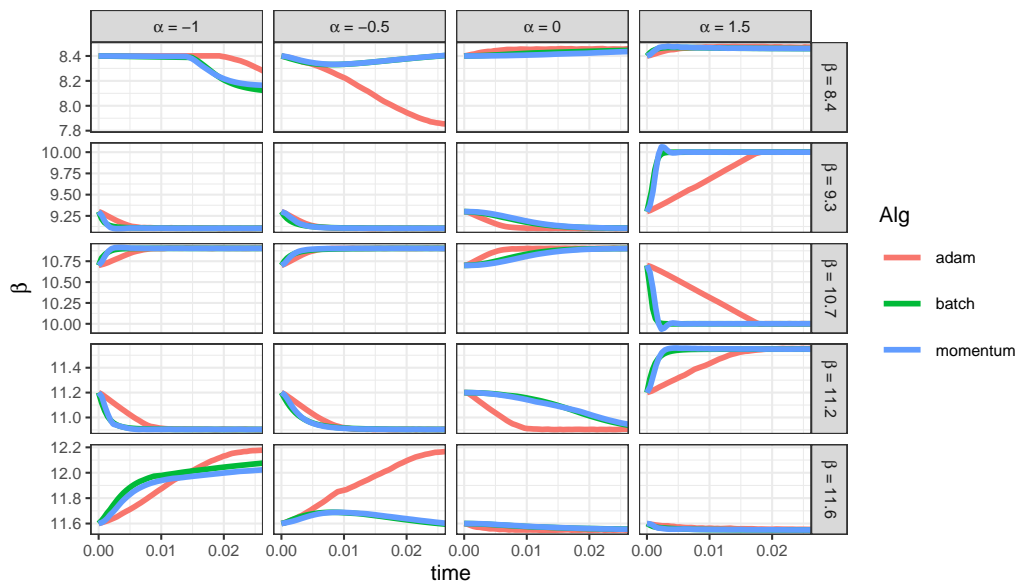 α = −1 α = −0.5 α = 0 α = 1.5
8.4
8.2
8.0
7.8
β = 8.4
10.00
9.75
9.50
9.25
β = 9.3
10.75
10.50
10.25
10.00
β = 10.7
11.4
11.2
11.0
β = 11.2
12.2
12.0
11.8
11.6
β = 11.6
0.00 0.01 0.02 0.00 0.01 0.02 0.00 0.01 0.02 0.00 0.01 0.02
time
β
Alg
adam
batch
momentum